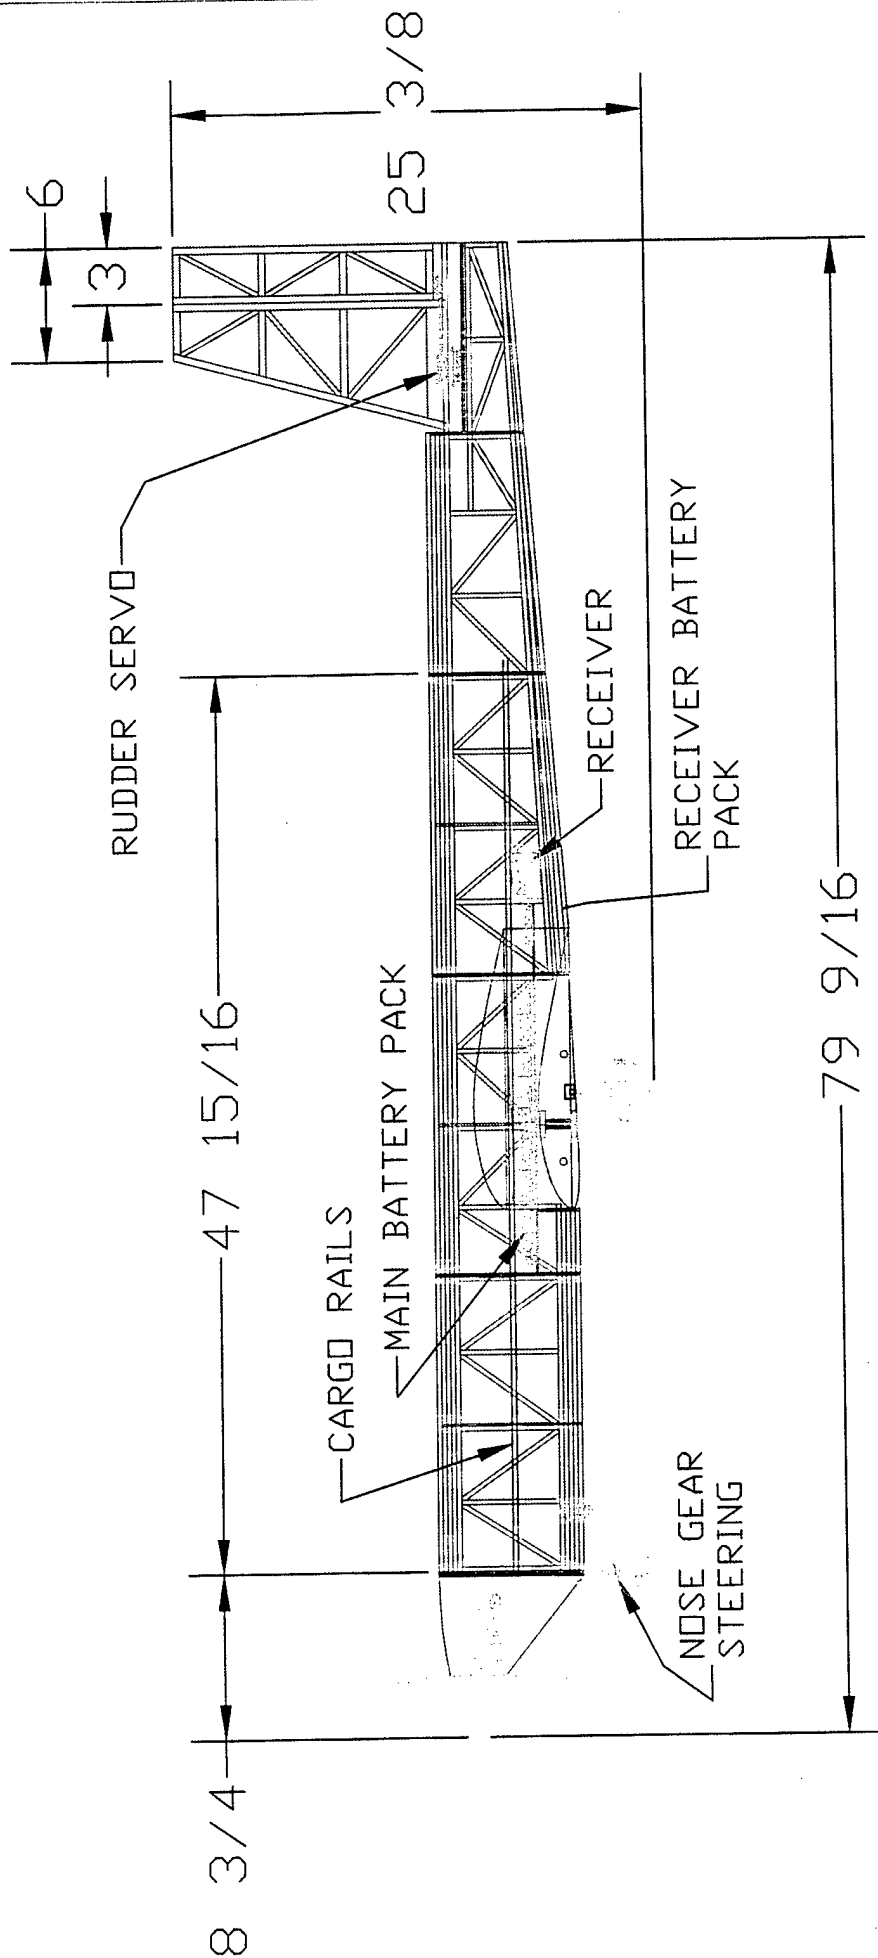 6
3
25 3/8
RUDDER SERVO
47 15/16
8 3/4
CARGO RAILS
MAIN BATTERY PACK
RECEIVER
RECEIVER BATTERY
PACK
NOSE GEAR
STEERING
79 9/16